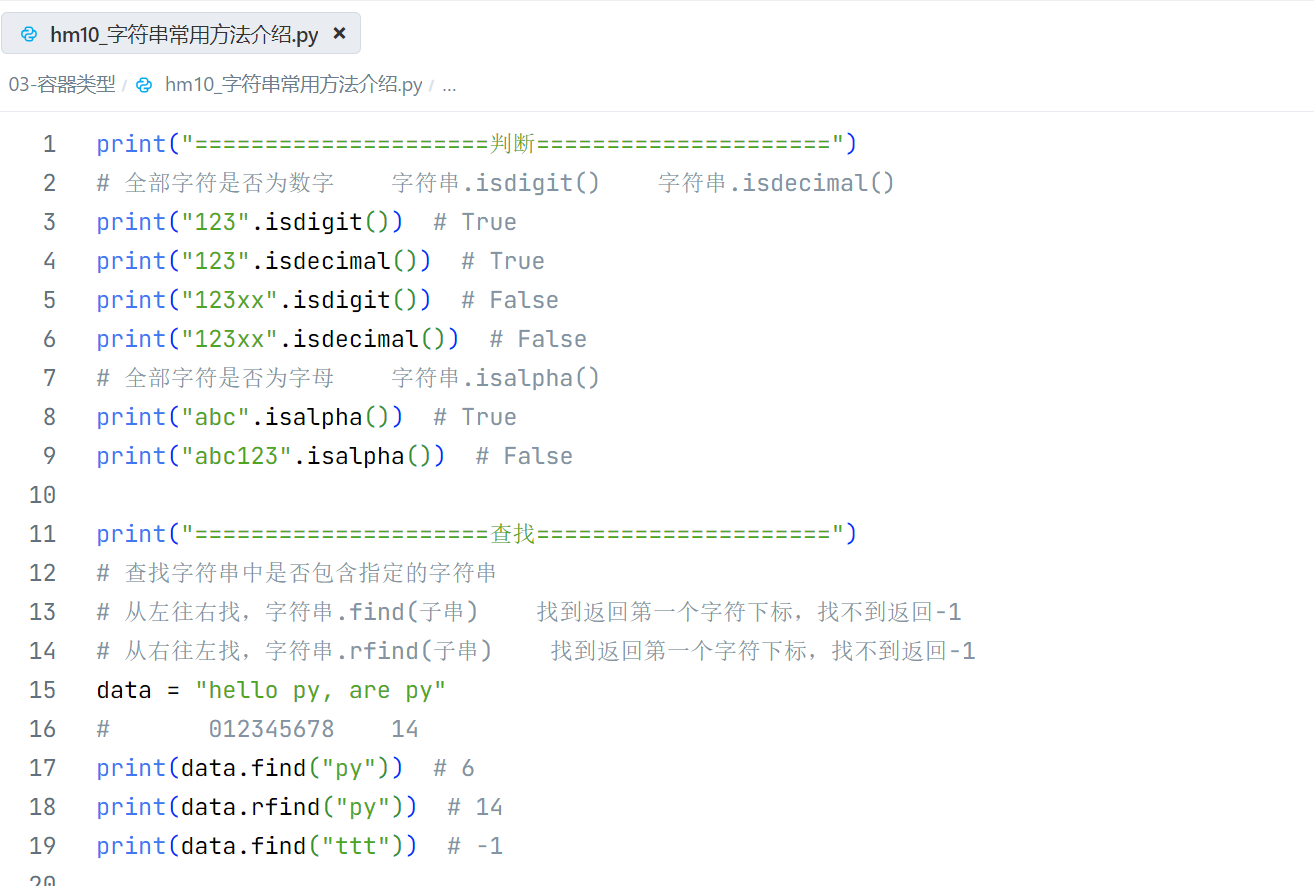 hm10_字符串常用方法介绍.py ×
03-容器类型 / hm10_字符串常用方法介绍.py / ...
1 print("=====================判断=====================")
2 # 全部字符是否为数字    字符串.isdigit()    字符串.isdecimal()
3 print("123".isdigit())  # True
4 print("123".isdecimal())  # True
5 print("123xx".isdigit())  # False
6 print("123xx".isdecimal())  # False
7 # 全部字符是否为字母    字符串.isalpha()
8 print("abc".isalpha())  # True
9 print("abc123".isalpha())  # False
10
11 print("=====================查找=====================")
12 # 查找字符串中是否包含指定的字符串
13 # 从左往右找，字符串.find(子串)    找到返回第一个字符下标，找不到返回-1
14 # 从右往左找，字符串.rfind(子串)    找到返回第一个字符下标，找不到返回-1
15 data = "hello py, are py"
16 #       012345678    14
17 print(data.find("py"))  # 6
18 print(data.rfind("py"))  # 14
19 print(data.find("ttt"))  # -1
20